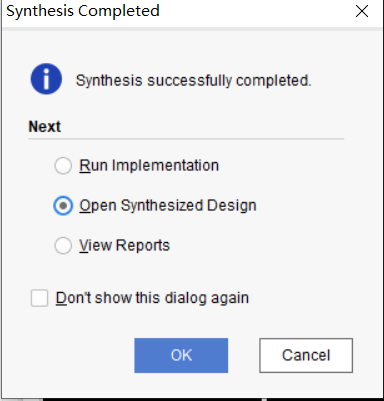 Synthesis Completed
Synthesis successfully completed.
Next
Run Implementation
Open Synthesized Design
View Reports
Don't show this dialog again
OK
Cancel